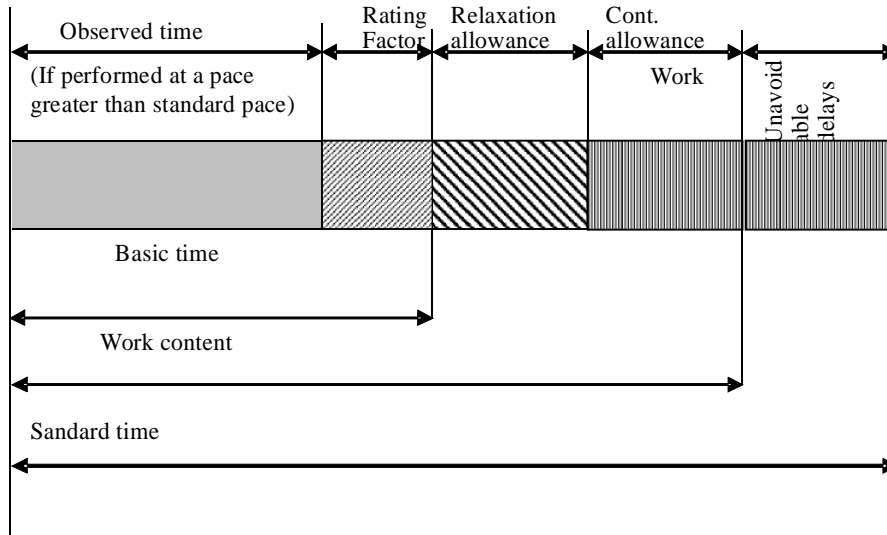 Observed time
Rating
Factor
Relaxation
allowance
Cont.
allowance
(If performed at a pace
greater than standard pace)
Work
Unavoid
able
delays
Basic time
Work content
Sandard time